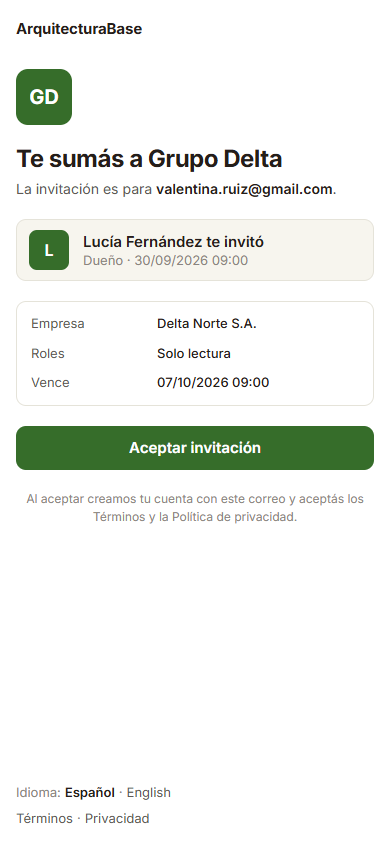 ArquitecturaBase
GD
Te sumás a Grupo Delta
La invitación es para valentina.ruiz@gmail.com.
L
Lucía Fernández te invitó
Dueño · 30/09/2026 09:00
Empresa Delta Norte S.A.
Roles Solo lectura
Vence 07/10/2026 09:00
Aceptar invitación
Al aceptar creamos tu cuenta con este correo y aceptás los
Términos y la Política de privacidad.
Idioma: Español · English
Términos · Privacidad